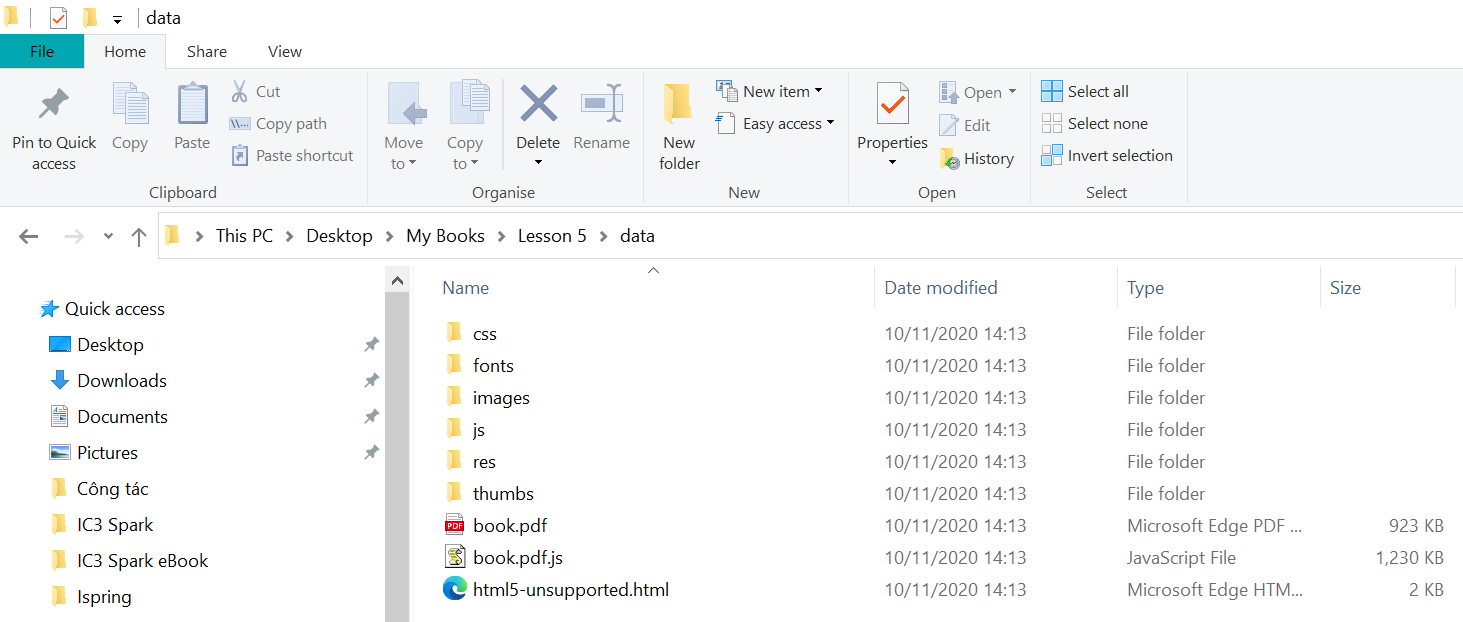 data
File Home Share View
Pin to Quick access
Copy
Paste
Cut
Copy path
Paste shortcut
Clipboard
Move to
Copy to
Delete
Rename
Organise
New folder
New item
Easy access
New
Properties
Open
Edit
History
Open
Select all
Select none
Invert selection
Select
This PC Desktop My Books Lesson 5 data
Quick access
Desktop
Downloads
Documents
Pictures
Công tác
IC3 Spark
IC3 Spark eBook
Ispring
Name Date modified Type Size
css 10/11/2020 14:13 File folder
fonts 10/11/2020 14:13 File folder
images 10/11/2020 14:13 File folder
js 10/11/2020 14:13 File folder
res 10/11/2020 14:13 File folder
thumbs 10/11/2020 14:13 File folder
PDF book.pdf 10/11/2020 14:13 Microsoft Edge PDF ... 923 KB
book.pdf.js 10/11/2020 14:13 JavaScript File 1,230 KB
html5-unsupported.html 10/11/2020 14:13 Microsoft Edge HTM... 2 KB